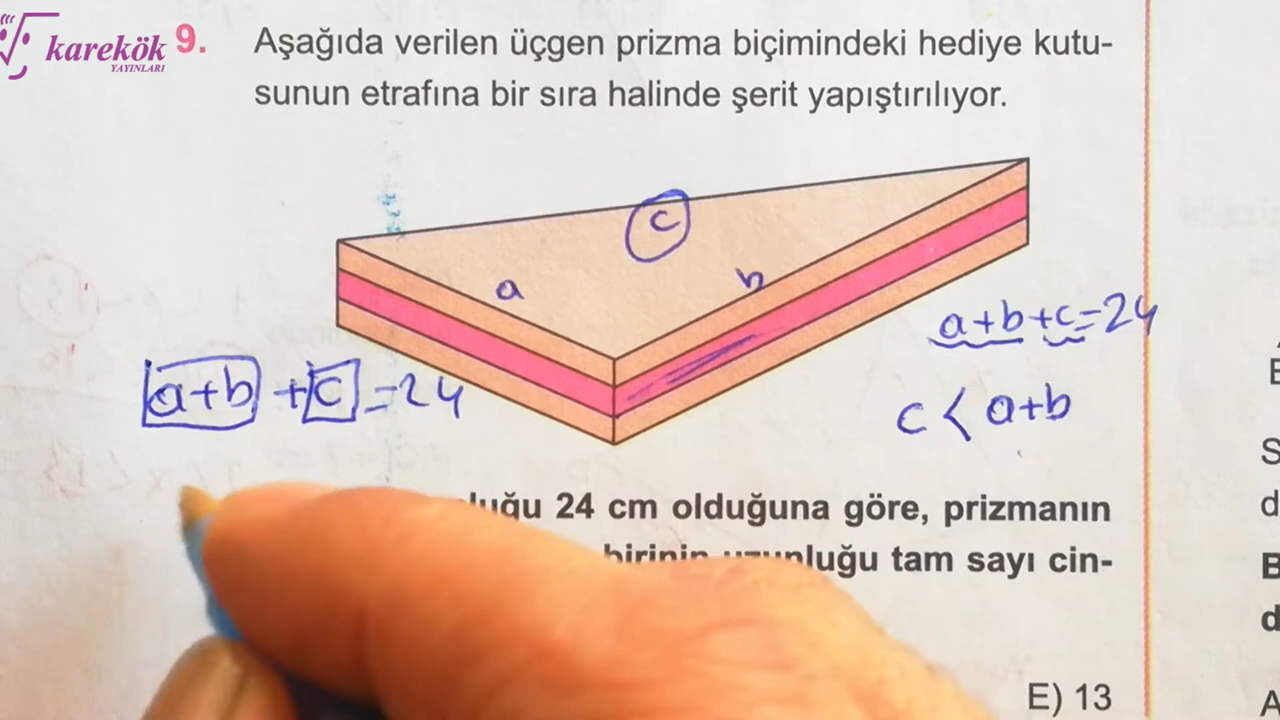 karekök
YAYINLARI
9. Aşağıda verilen üçgen prizma biçimindeki hediye kutu-
sunun etrafına bir sıra halinde şerit yapıştırılıyor.
c
a
b
a+b+c=24
a+b +c=24
c < a+b
24 cm olduğuna göre, prizmanın
birinin uzunluğu tam sayı cin-
E) 13